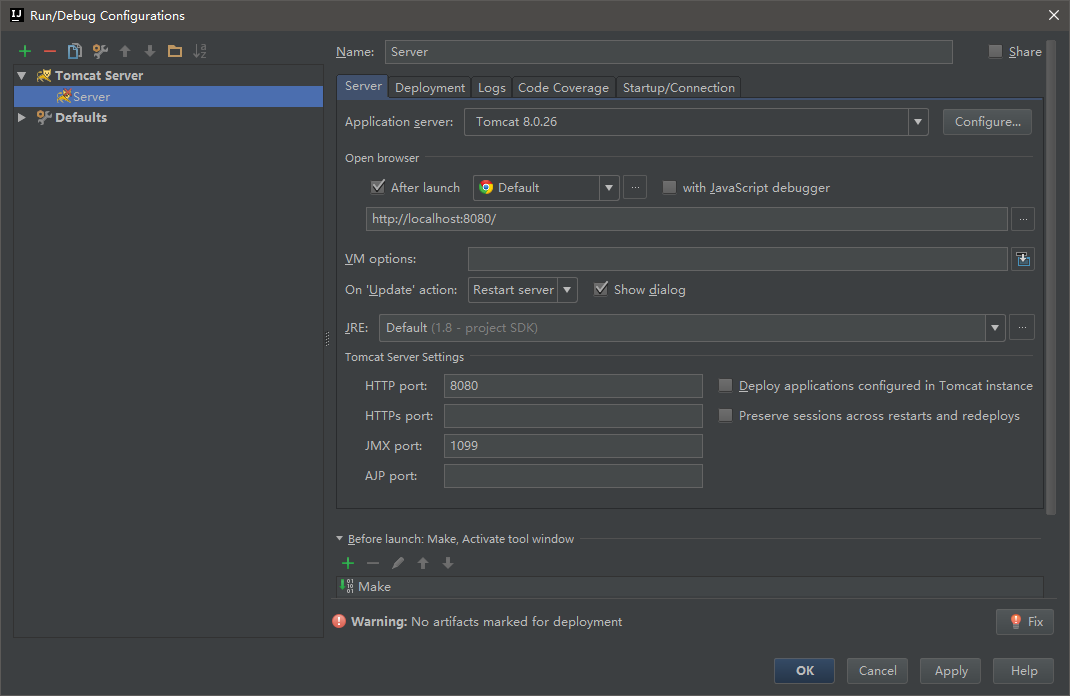 Run/Debug Configurations
Name: Server Share
Tomcat Server
Server
Defaults
Server Deployment Logs Code Coverage Startup/Connection
Application server: Tomcat 8.0.26 Configure...
Open browser
After launch Default ... with JavaScript debugger
http://localhost:8080/ ...
VM options:
On 'Update' action: Restart server Show dialog
JRE: Default (1.8 - project SDK) ...
Tomcat Server Settings
HTTP port: 8080 Deploy applications configured in Tomcat instance
HTTPs port: Preserve sessions across restarts and redeploys
JMX port: 1099
AJP port:
Before launch: Make, Activate tool window
Make
Warning: No artifacts marked for deployment Fix
OK Cancel Apply Help